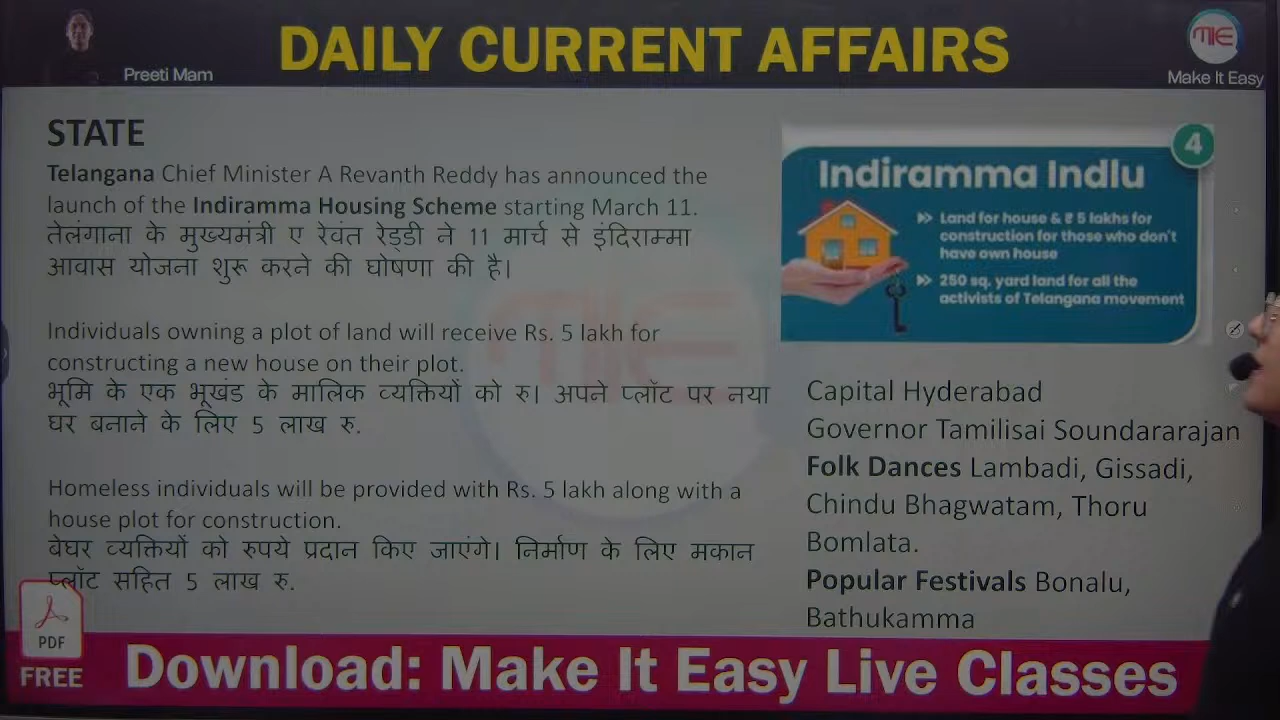 DAILY CURRENT AFFAIRS
Preeti Mam
MIE
Make It Easy
STATE
Telangana Chief Minister A Revanth Reddy has announced the
launch of the Indiramma Housing Scheme starting March 11.
तेलंगाना के मुख्यमंत्री ए रेवंत रेड्डी ने 11 मार्च से इंदिराम्मा
आवास योजना शुरू करने की घोषणा की है।
Individuals owning a plot of land will receive Rs. 5 lakh for
constructing a new house on their plot.
भूमि के एक भूखंड के मालिक व्यक्तियों को रु। अपने प्लॉट पर नया
घर बनाने के लिए 5 लाख रु.
Homeless individuals will be provided with Rs. 5 lakh along with a
house plot for construction.
बेघर व्यक्तियों को रुपये प्रदान किए जाएंगे। निर्माण के लिए मकान
प्लॉट सहित 5 लाख रु.
4
Indiramma Indlu
Land for house & ₹ 5 lakhs for
construction for those who don't
have own house
250 sq. yard land for all the
activists of Telangana movement
Capital Hyderabad
Governor Tamilisai Soundararajan
Folk Dances Lambadi, Gissadi,
Chindu Bhagwatam, Thoru
Bomlata.
Popular Festivals Bonalu,
Bathukamma
MIE
PDF
FREE
Download: Make It Easy Live Classes